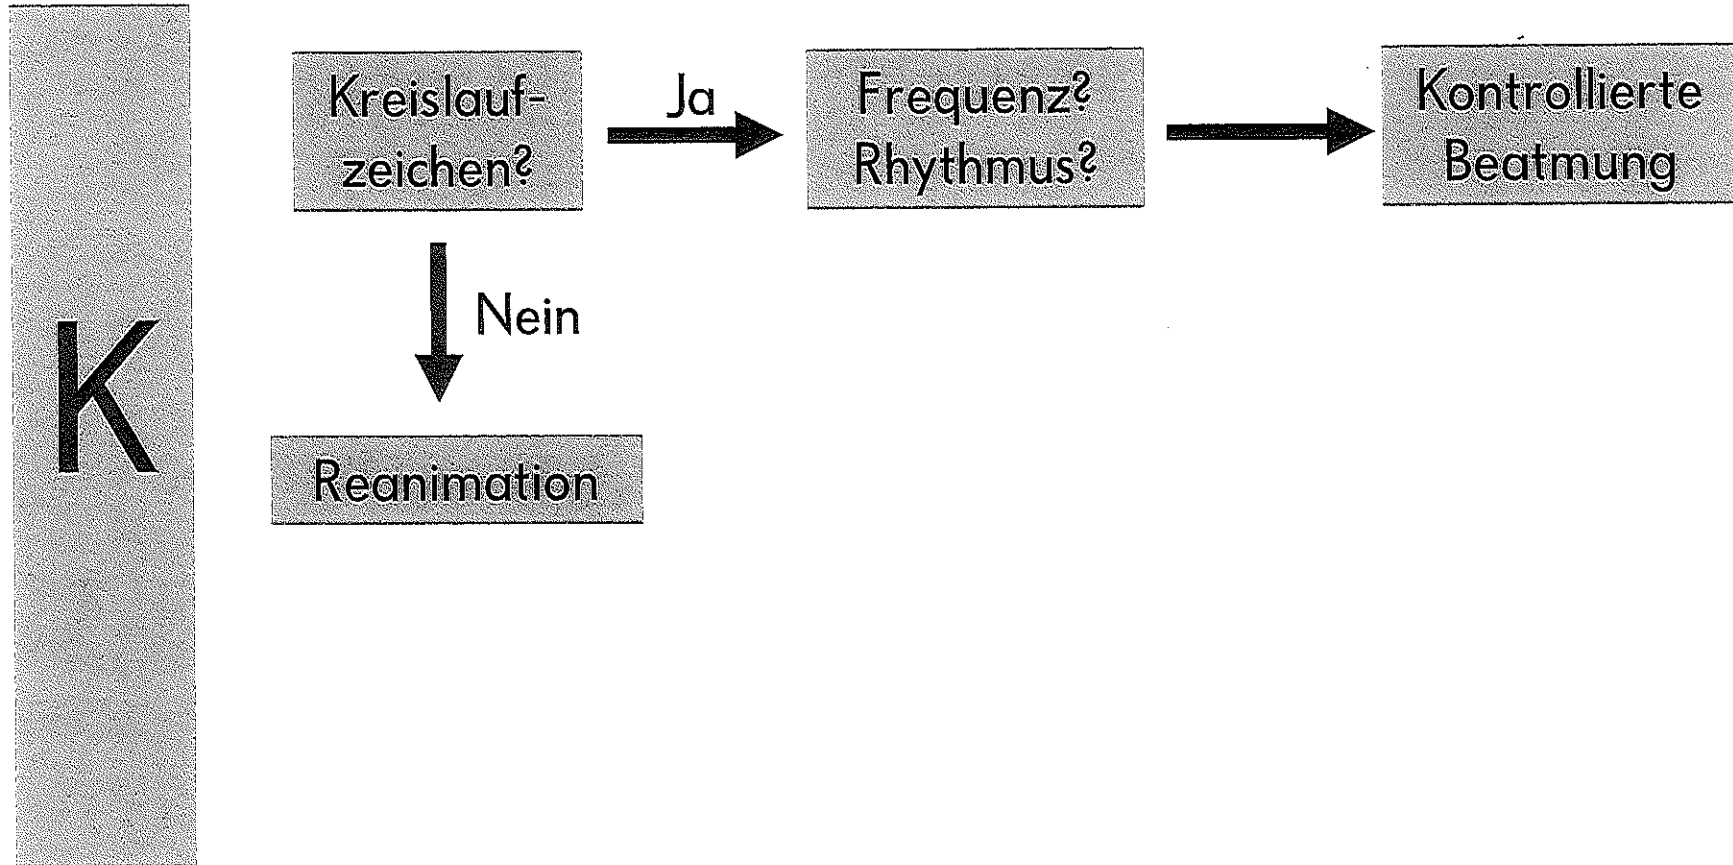 K
Kreislauf-
zeichen?
Ja
Frequenz?
Rhythmus?
Kontrollierte
Beatmung
Nein
Reanimation